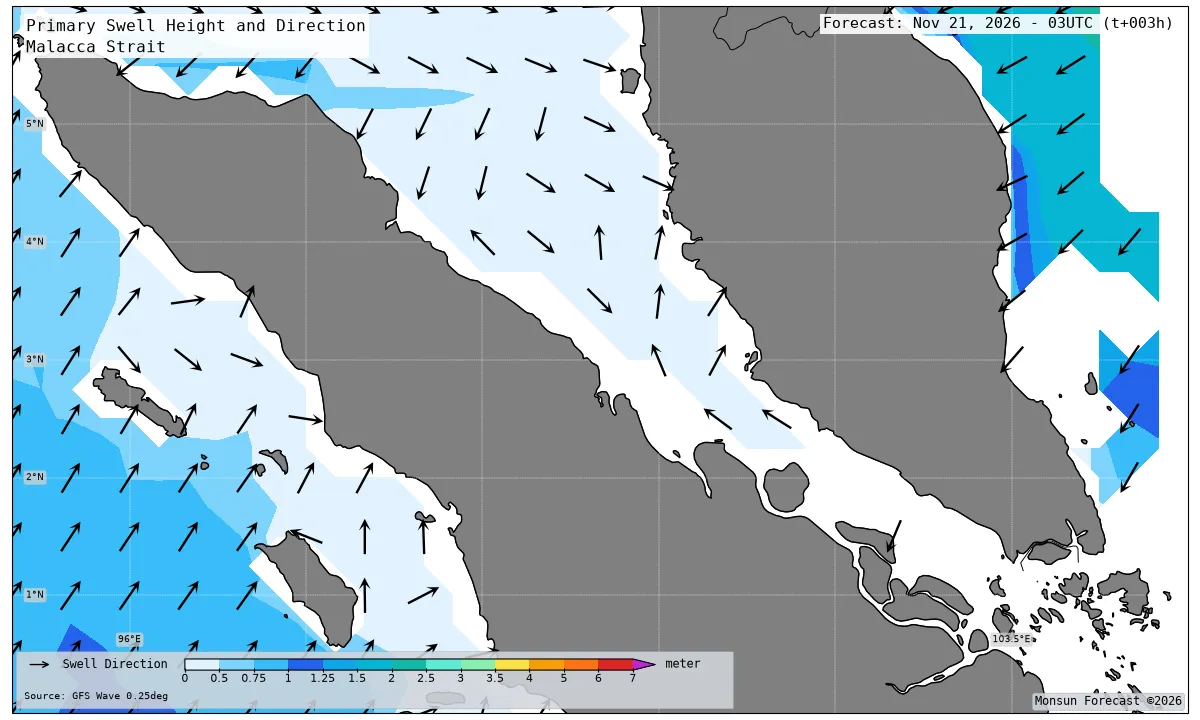 Primary Swell Height and Direction
Malacca Strait
Forecast: Nov 21, 2026 - 03UTC (t+003h)
5°N
4°N
3°N
2°N
1°N
96°E
103.5°E
Swell Direction
meter
0 0.5 0.75 1 1.25 1.5 2 2.5 3 3.5 4 5 6 7
Source: GFS Wave 0.25deg
Monsun Forecast ©2026